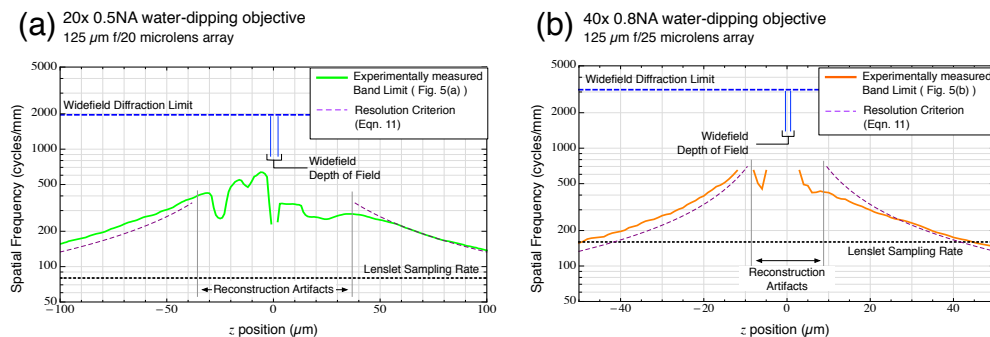 (a) 20x 0.5NA water-dipping objective
125 μm f/20 microlens array
5000
2000
1000
500
200
100
50
Spatial Frequency (cycles/mm)
Widefield Diffraction Limit
Experimentally measured
Band Limit ( Fig. 5(a) )
Resolution Criterion
(Eqn. 11)
Widefield
Depth of Field
Lenslet Sampling Rate
Reconstruction Artifacts
−100
−50
0
50
100
z position (μm)
(b) 40x 0.8NA water-dipping objective
125 μm f/25 microlens array
5000
2000
1000
500
200
100
50
Spatial Frequency (cycles/mm)
Widefield Diffraction Limit
Experimentally measured
Band Limit ( Fig. 5(b) )
Resolution Criterion
(Eqn. 11)
Widefield
Depth of Field
Lenslet Sampling Rate
Reconstruction
Artifacts
−40
−20
0
20
40
z position (μm)